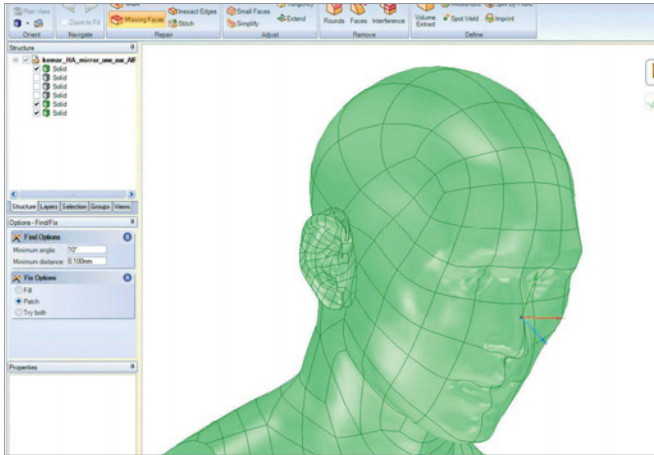 Plan View
Zoom to Fit
Missing Faces
Inexact Edges
Stitch
Small Faces
Simplify
Extend
Rounds
Faces
Interference
Volume Extract
Spot Weld
Imprint
Orient
Navigate
Repair
Adjust
Remove
Define
Structure
Solid
Solid
Solid
Solid
Solid
Solid
Structure Layers Selection Groups Views
Options - Find/Fix
Find Options
Minimum angle: 10°
Minimum distance: 0.100mm
Fix Options
Fill
Patch
Try both
Properties